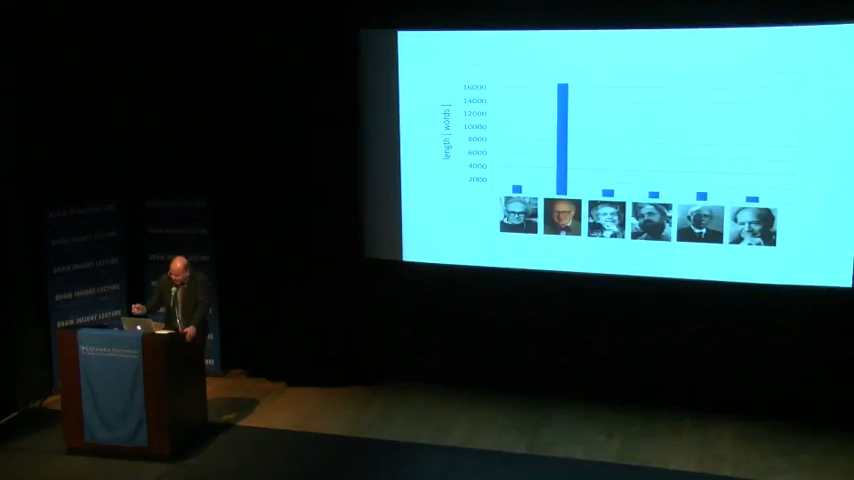 16000
14000
12000
10000
8000
6000
4000
2000
length [ words ]
BRAIN INSIGHT LECTURE
BRAIN INSIGHT LECTURE
BRAIN INSIGHT LECTURE
BRAIN INSIGHT LECTURE
COLUMBIA UNIVERSITY